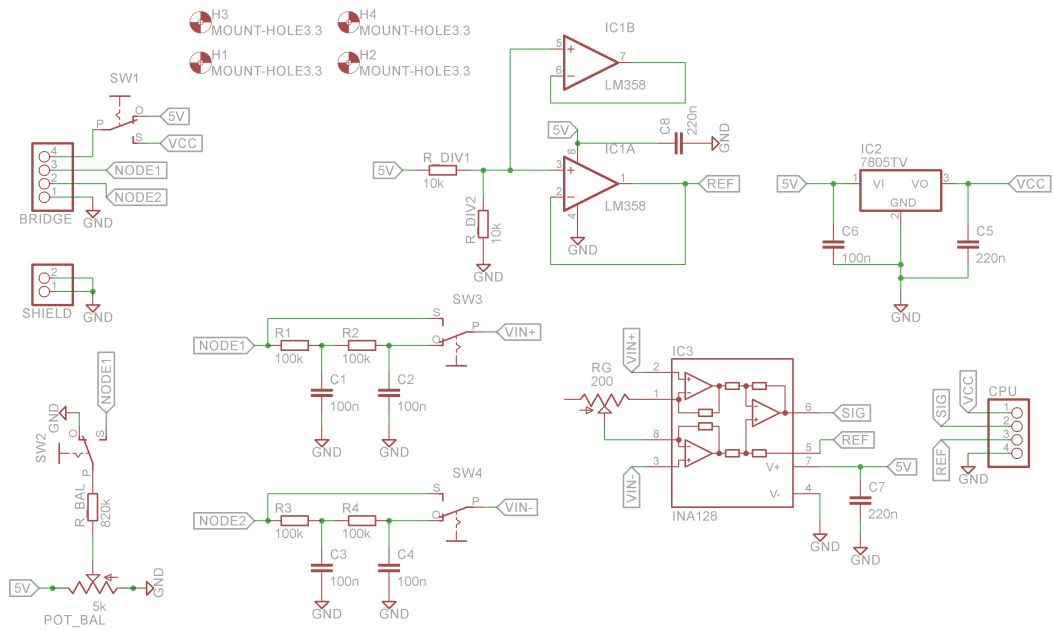 H3
MOUNT-HOLE3.3
H4
MOUNT-HOLE3.3
H1
MOUNT-HOLE3.3
H2
MOUNT-HOLE3.3
SW1
P
O
S
5V
VCC
4
3
2
1
NODE1
NODE2
BRIDGE
GND
2
1
SHIELD
GND
IC1B
5
6
7
LM358
5V
C8
220n
GND
8
IC1A
5V
R_DIV1
10k
3
2
1
4
REF
LM358
R_DIV2
10k
GND
GND
IC2
7805TV
5V
1
VI
VO
3
VCC
GND
2
C6
100n
C5
220n
GND
SW3
S
O
P
VIN+
NODE1
R1
100k
R2
100k
C1
100n
C2
100n
GND
GND
SW4
S
O
P
VIN-
NODE2
R3
100k
R4
100k
C3
100n
C4
100n
GND
GND
NODE1
GND
SW2
O
S
P
R_BAL
820k
5V
5k
POT_BAL
GND
VIN+
RG
200
IC3
2
1
8
3
VIN-
6
SIG
5
REF
7
V+
5V
4
V-
INA128
C7
220n
GND
GND
CPU
VCC
SIG
REF
1
2
3
4
GND